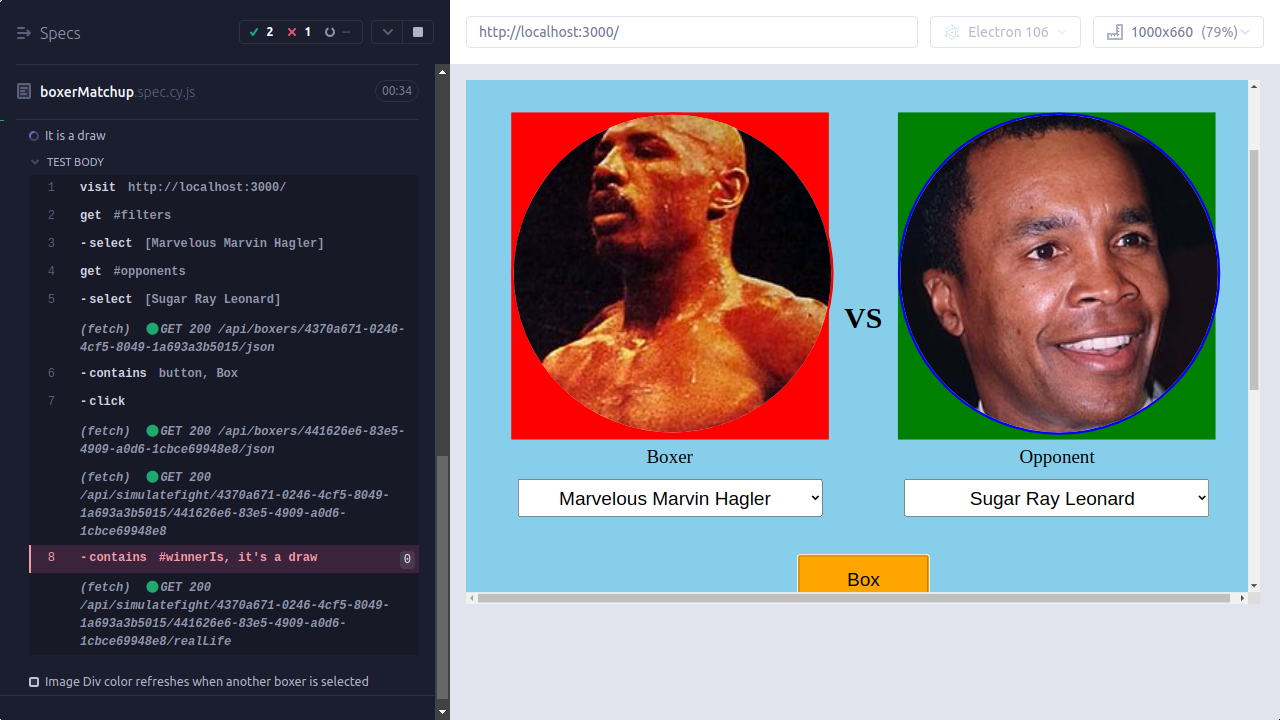 Specs
2
1
--
boxerMatchup.spec.cy.js
00:34
It is a draw
TEST BODY
1 visit http://localhost:3000/
2 get #filters
3 -select [Marvelous Marvin Hagler]
4 get #opponents
5 -select [Sugar Ray Leonard]
(fetch) GET 200 /api/boxers/4370a671-0246-
4cf5-8049-1a693a3b5015/json
6 -contains button, Box
7 -click
(fetch) GET 200 /api/boxers/441626e6-83e5-
4909-a0d6-1cbce69948e8/json
(fetch) GET 200
/api/simulatefight/4370a671-0246-4cf5-8049-
1a693a3b5015/441626e6-83e5-4909-a0d6-
1cbce69948e8
8 -contains #winnerIs, it's a draw 0
(fetch) GET 200
/api/simulatefight/4370a671-0246-4cf5-8049-
1a693a3b5015/441626e6-83e5-4909-a0d6-
1cbce69948e8/realLife
Image Div color refreshes when another boxer is selected
http://localhost:3000/
Electron 106
1000x660 (79%)
VS
Boxer
Opponent
Marvelous Marvin Hagler
Sugar Ray Leonard
Box